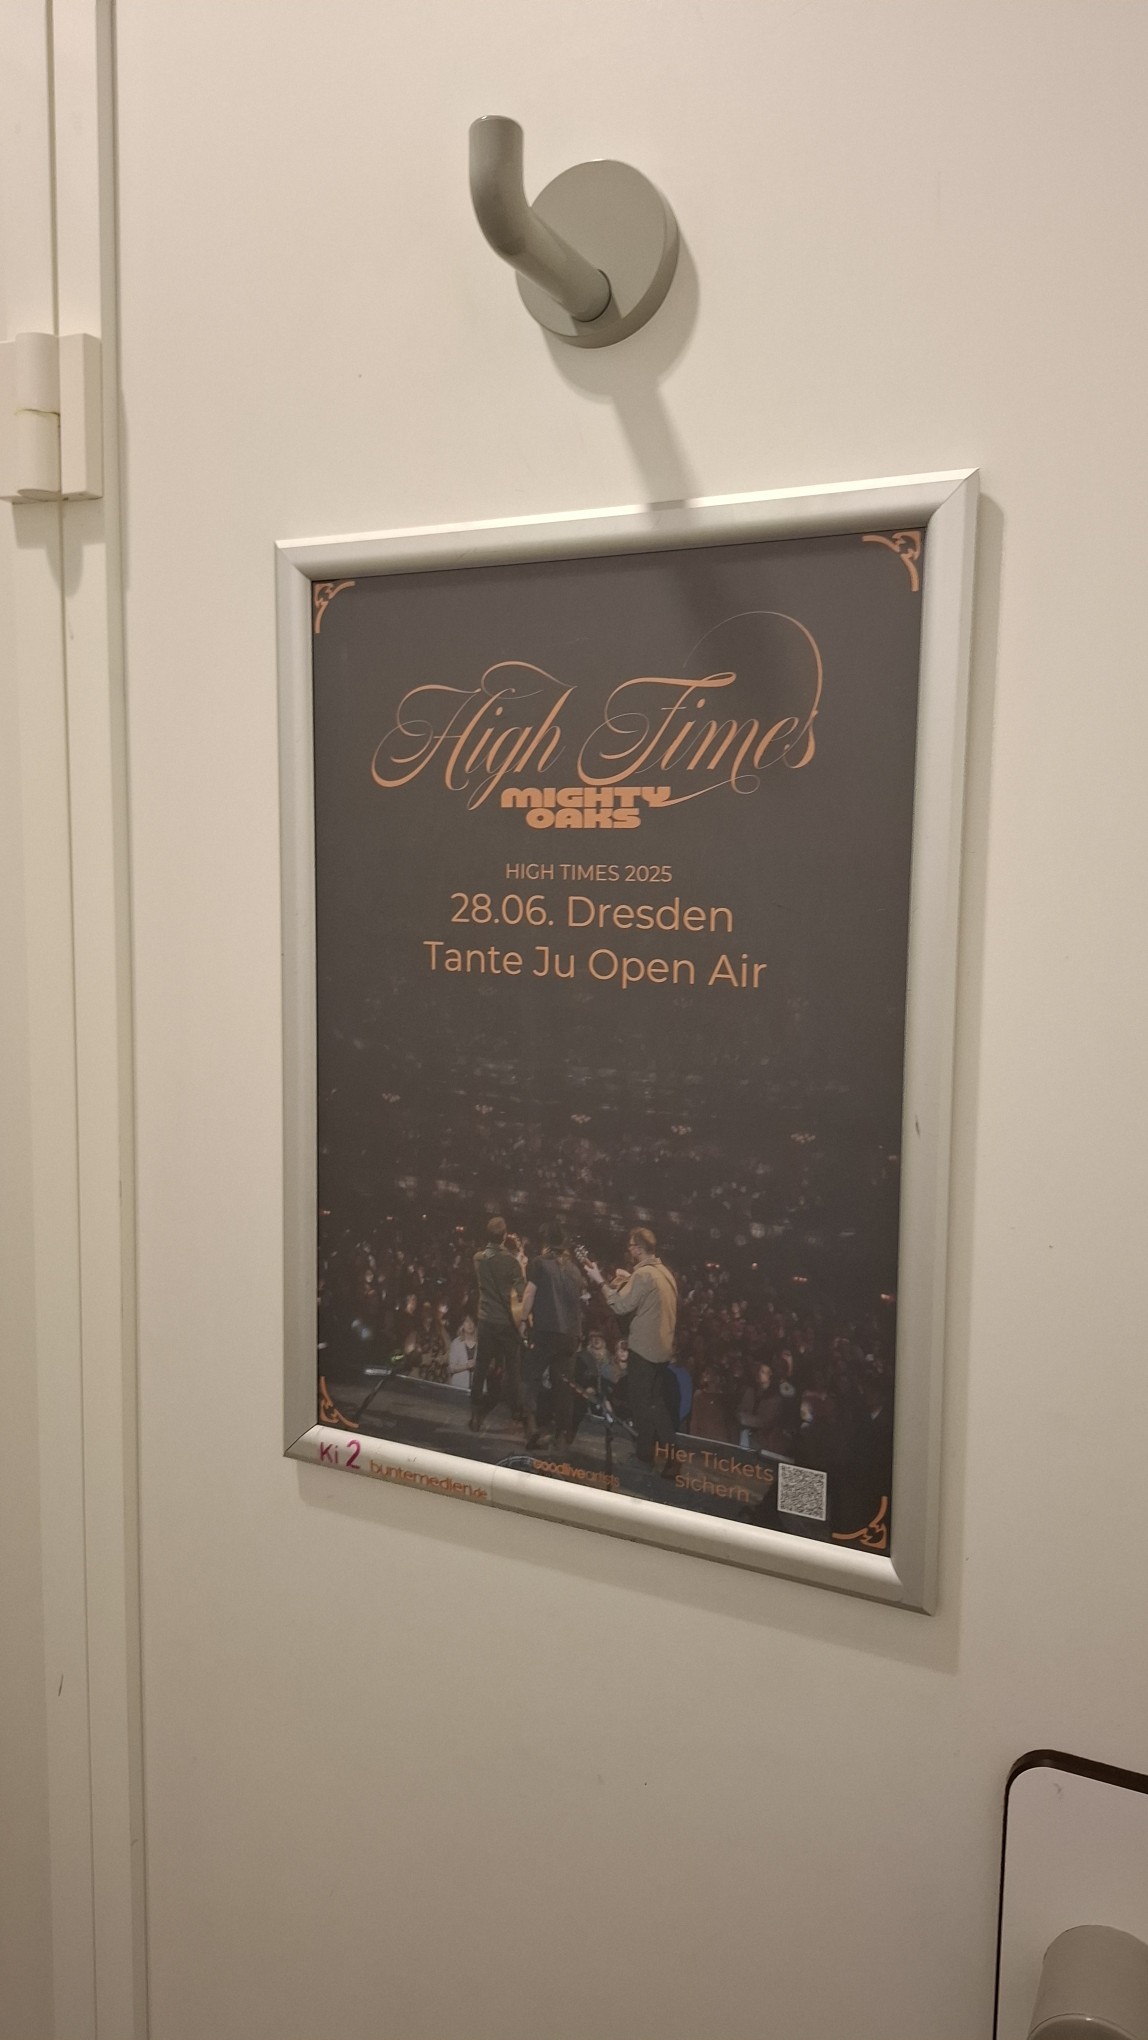 High Times
MIGHTY
OAKS
HIGH TIMES 2025
28.06. Dresden
Tante Ju Open Air
Hier Tickets
sichern
Ki 2
buntemedien.de
goodliveartists